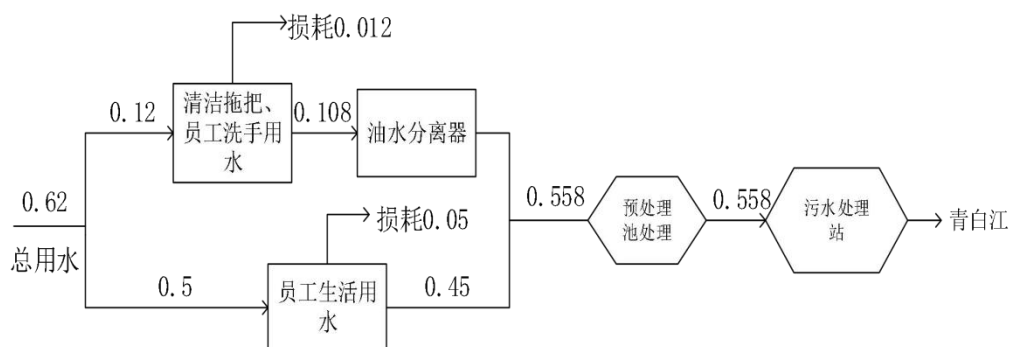 损耗0.012
0.12
清洁拖把、
员工洗手用
水
0.108
油水分离器
0.62
总用水
0.558
预处理
池处理
0.558
污水处理
站
青白江
损耗0.05
0.5
员工生活用
水
0.45